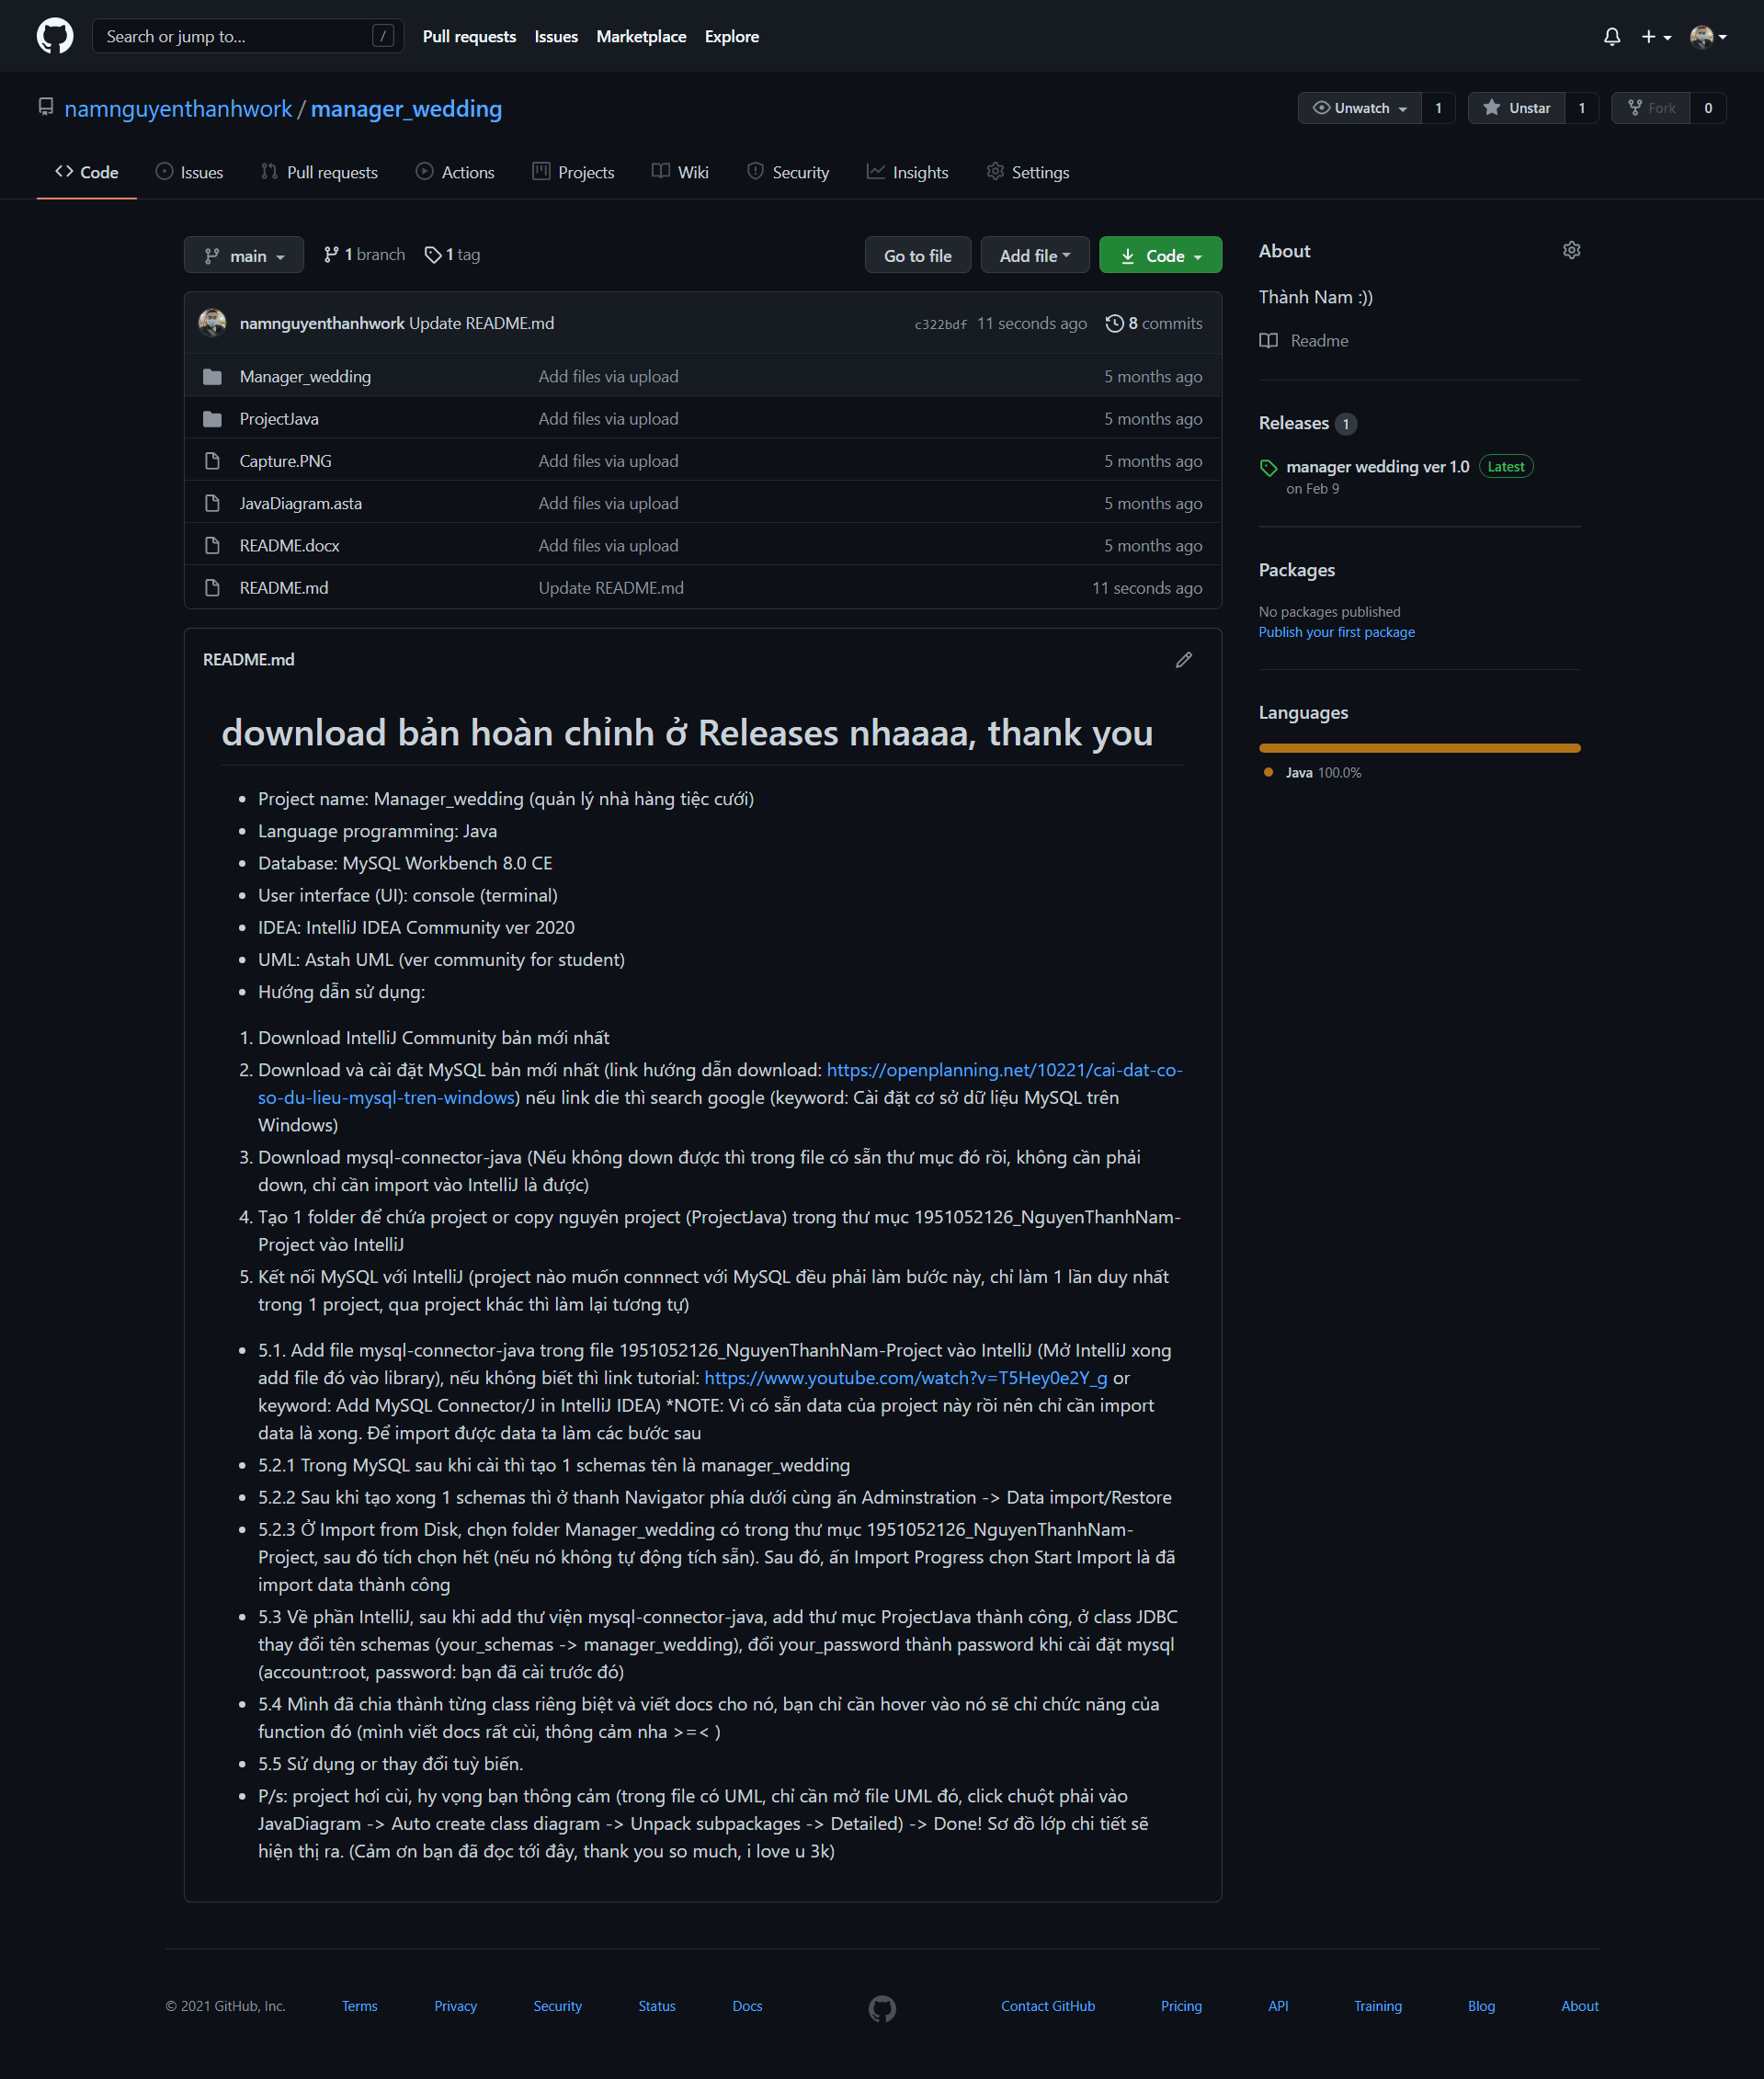 Search or jump to...
/
Pull requests
Issues
Marketplace
Explore
namnguyenthanhwork / manager_wedding
Unwatch
1
Unstar
1
Fork
0
Code
Issues
Pull requests
Actions
Projects
Wiki
Security
Insights
Settings
main
1 branch
1 tag
Go to file
Add file
Code
namnguyenthanhwork Update README.md
c322bdf 11 seconds ago
8 commits
Manager_wedding Add files via upload 5 months ago
ProjectJava Add files via upload 5 months ago
Capture.PNG Add files via upload 5 months ago
JavaDiagram.asta Add files via upload 5 months ago
README.docx Add files via upload 5 months ago
README.md Update README.md 11 seconds ago
README.md
download bản hoàn chỉnh ở Releases nhaaaa, thank you
• Project name: Manager_wedding (quản lý nhà hàng tiệc cưới)
• Language programming: Java
• Database: MySQL Workbench 8.0 CE
• User interface (UI): console (terminal)
• IDEA: IntelliJ IDEA Community ver 2020
• UML: Astah UML (ver community for student)
• Hướng dẫn sử dụng:
1. Download IntelliJ Community bản mới nhất
2. Download và cài đặt MySQL bản mới nhất (link hướng dẫn download: https://openplanning.net/10221/cai-dat-co-
so-du-lieu-mysql-tren-windows) nếu link die thì search google (keyword: Cài đặt cơ sở dữ liệu MySQL trên
Windows)
3. Download mysql-connector-java (Nếu không down được thì trong file có sẵn thư mục đó rồi, không cần phải
down, chỉ cần import vào IntelliJ là được)
4. Tạo 1 folder để chứa project or copy nguyên project (ProjectJava) trong thư mục 1951052126_NguyenThanhNam-
Project vào IntelliJ
5. Kết nối MySQL với IntelliJ (project nào muốn connnect với MySQL đều phải làm bước này, chỉ làm 1 lần duy nhất
trong 1 project, qua project khác thì làm lại tương tự)
• 5.1. Add file mysql-connector-java trong file 1951052126_NguyenThanhNam-Project vào IntelliJ (Mở IntelliJ xong
add file đó vào library), nếu không biết thì link tutorial: https://www.youtube.com/watch?v=T5Hey0e2Y_g or
keyword: Add MySQL Connector/J in IntelliJ IDEA) *NOTE: Vì có sẵn data của project này rồi nên chỉ cần import
data là xong. Để import được data ta làm các bước sau
• 5.2.1 Trong MySQL sau khi cài thì tạo 1 schemas tên là manager_wedding
• 5.2.2 Sau khi tạo xong 1 schemas thì ở thanh Navigator phía dưới cùng ấn Adminstration -> Data import/Restore
• 5.2.3 Ở Import from Disk, chọn folder Manager_wedding có trong thư mục 1951052126_NguyenThanhNam-
Project, sau đó tích chọn hết (nếu nó không tự động tích sẵn). Sau đó, ấn Import Progress chọn Start Import là đã
import data thành công
• 5.3 Về phần IntelliJ, sau khi add thư viện mysql-connector-java, add thư mục ProjectJava thành công, ở class JDBC
thay đổi tên schemas (your_schemas -> manager_wedding), đổi your_password thành password khi cài đặt mysql
(account:root, password: bạn đã cài trước đó)
• 5.4 Mình đã chia thành từng class riêng biệt và viết docs cho nó, bạn chỉ cần hover vào nó sẽ chỉ chức năng của
function đó (mình viết docs rất cùi, thông cảm nha >=< )
• 5.5 Sử dụng or thay đổi tuỳ biến.
• P/s: project hơi cùi, hy vọng bạn thông cảm (trong file có UML, chỉ cần mở file UML đó, click chuột phải vào
JavaDiagram -> Auto create class diagram -> Unpack subpackages -> Detailed) -> Done! Sơ đồ lớp chi tiết sẽ
hiện thị ra. (Cảm ơn bạn đã đọc tới đây, thank you so much, i love u 3k)
About
Thành Nam :))
Readme
Releases 1
manager wedding ver 1.0 Latest
on Feb 9
Packages
No packages published
Publish your first package
Languages
Java 100.0%
© 2021 GitHub, Inc.
Terms
Privacy
Security
Status
Docs
Contact GitHub
Pricing
API
Training
Blog
About